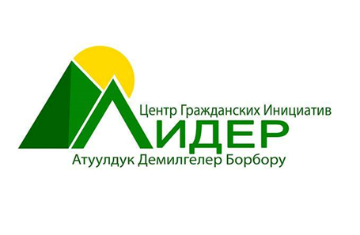 Центр Гражданских Инициатив
ЛИДЕР
Атуулдук Демилгелер Борбору